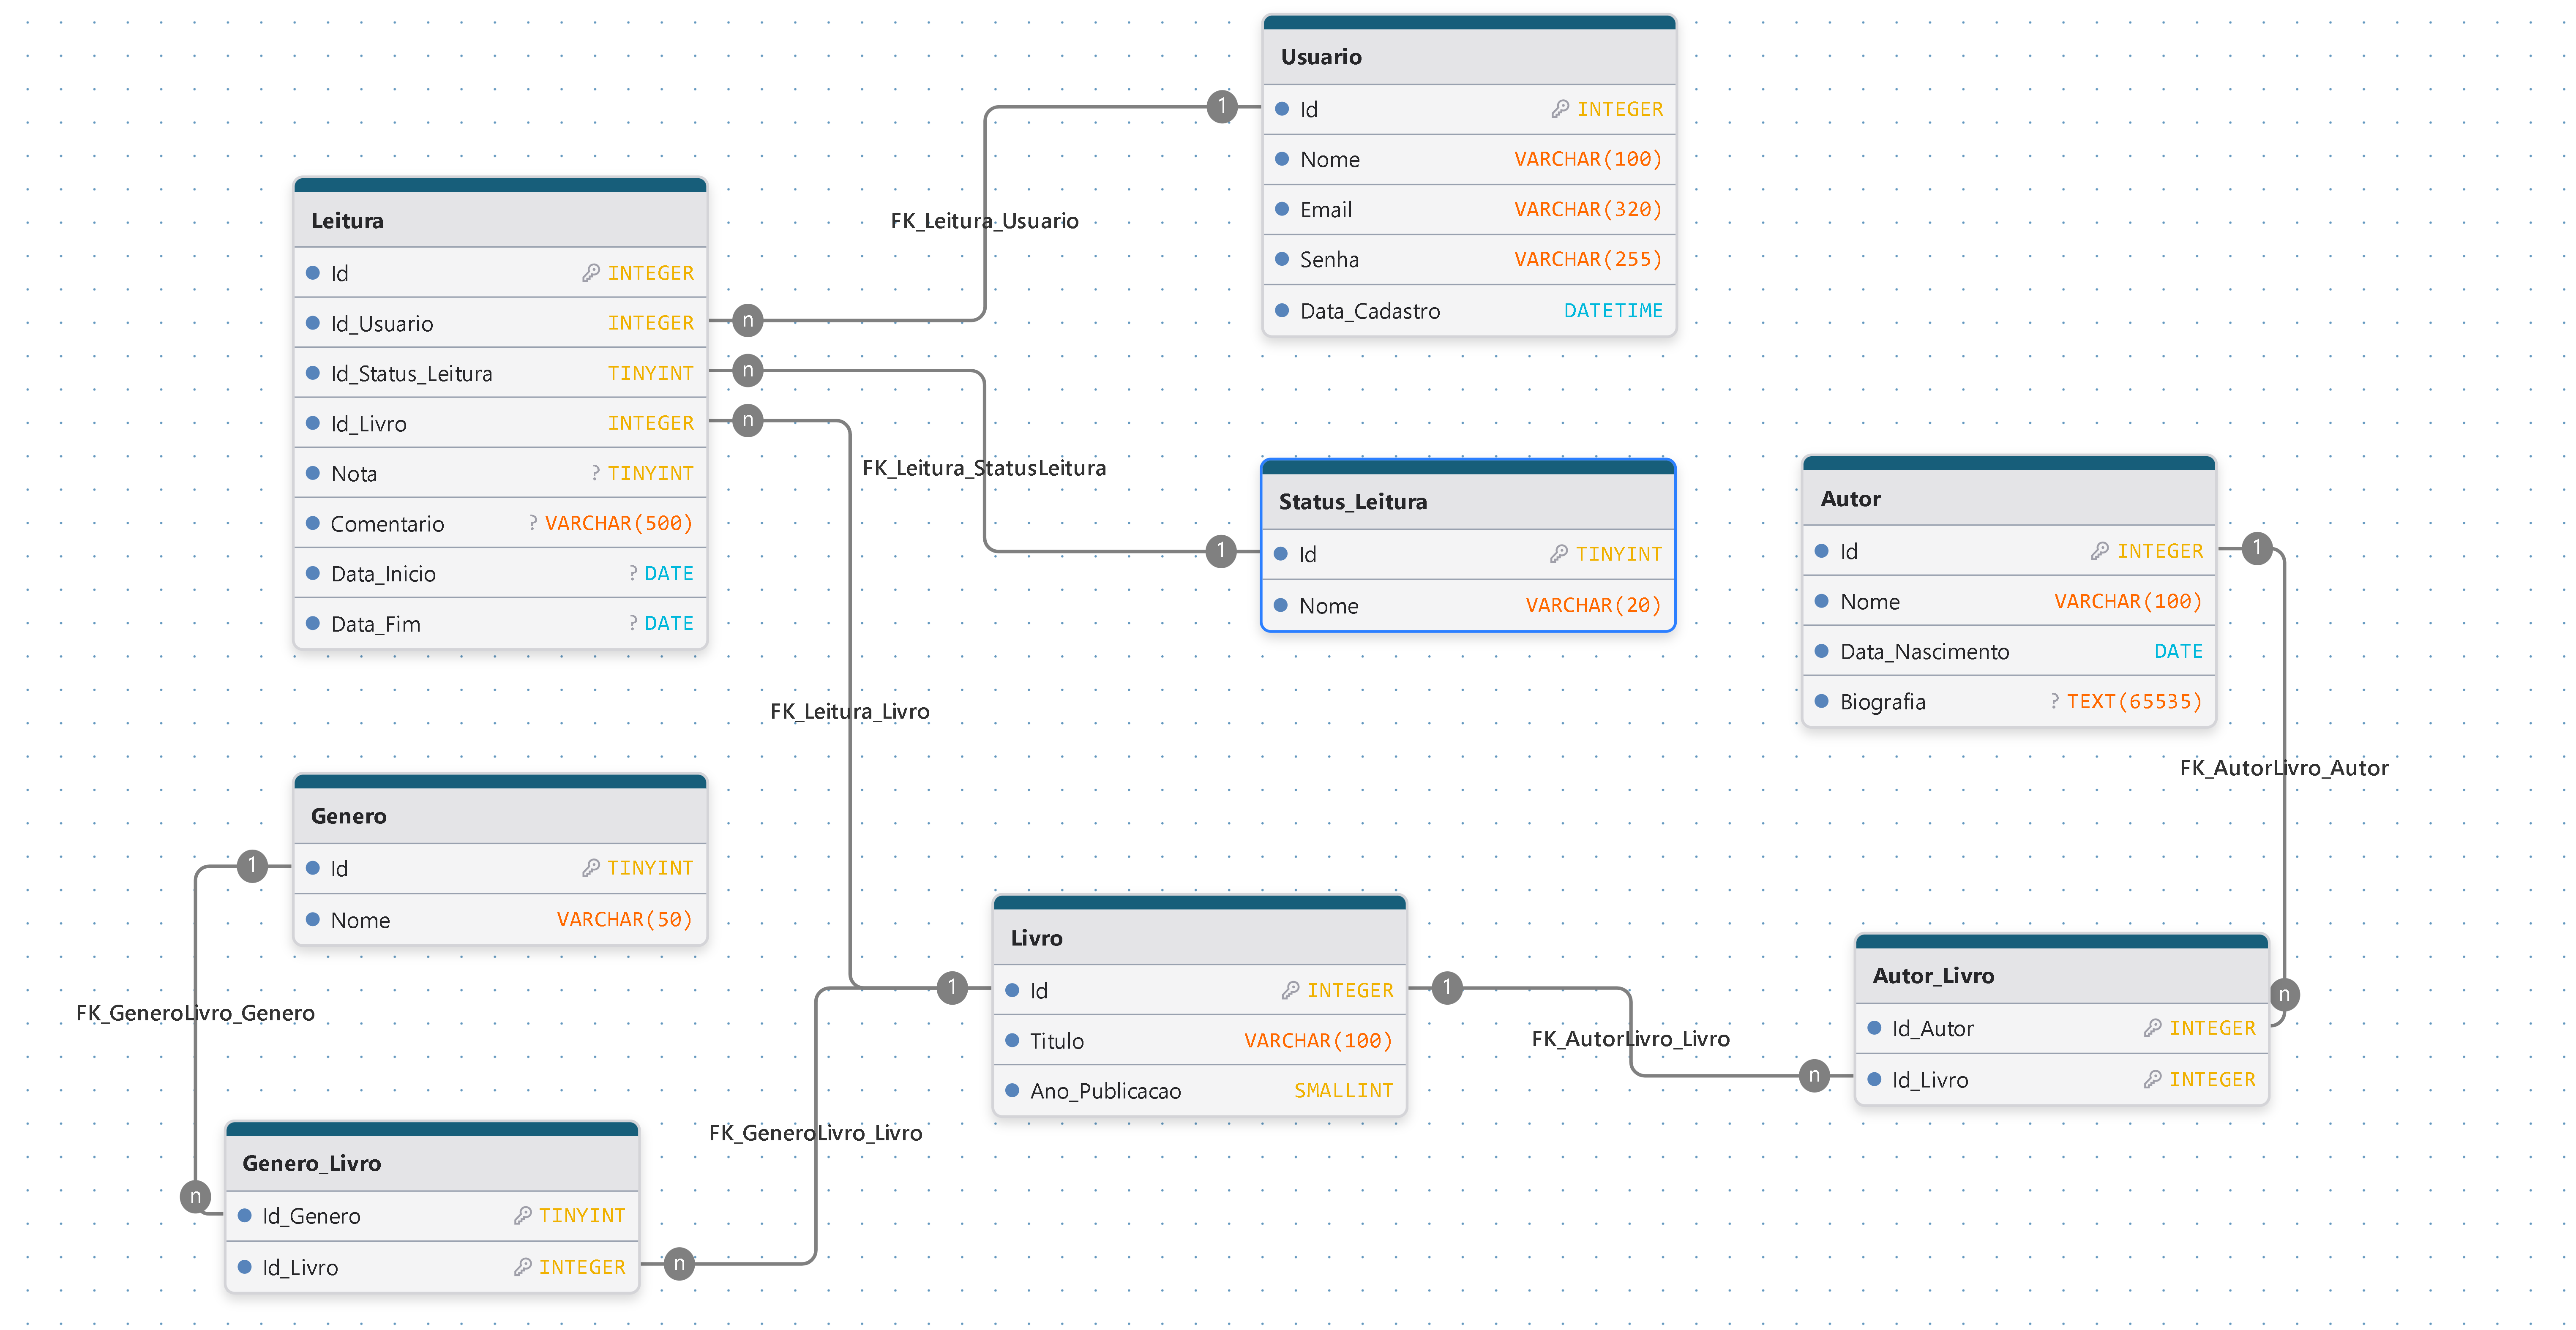 Usuario
Id INTEGER
Nome VARCHAR(100)
Email VARCHAR(320)
Senha VARCHAR(255)
Data_Cadastro DATETIME
1
FK_Leitura_Usuario
Leitura
Id INTEGER
Id_Usuario INTEGER
Id_Status_Leitura TINYINT
Id_Livro INTEGER
Nota ? TINYINT
Comentario ? VARCHAR(500)
Data_Inicio ? DATE
Data_Fim ? DATE
n
n
n
FK_Leitura_StatusLeitura
1
Status_Leitura
Id TINYINT
Nome VARCHAR(20)
Autor
Id INTEGER
Nome VARCHAR(100)
Data_Nascimento DATE
Biografia ? TEXT(65535)
1
FK_Leitura_Livro
FK_AutorLivro_Autor
Genero
Id TINYINT
Nome VARCHAR(50)
1
FK_GeneroLivro_Genero
Livro
Id INTEGER
Titulo VARCHAR(100)
Ano_Publicacao SMALLINT
1
1
FK_AutorLivro_Livro
n
Autor_Livro
Id_Autor INTEGER
Id_Livro INTEGER
n
FK_GeneroLivro_Livro
Genero_Livro
Id_Genero TINYINT
Id_Livro INTEGER
n
n